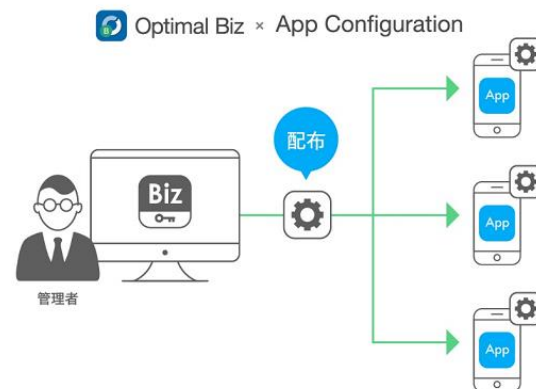 Optimal Biz × App Configuration
配布
App
Biz
App
管理者
App